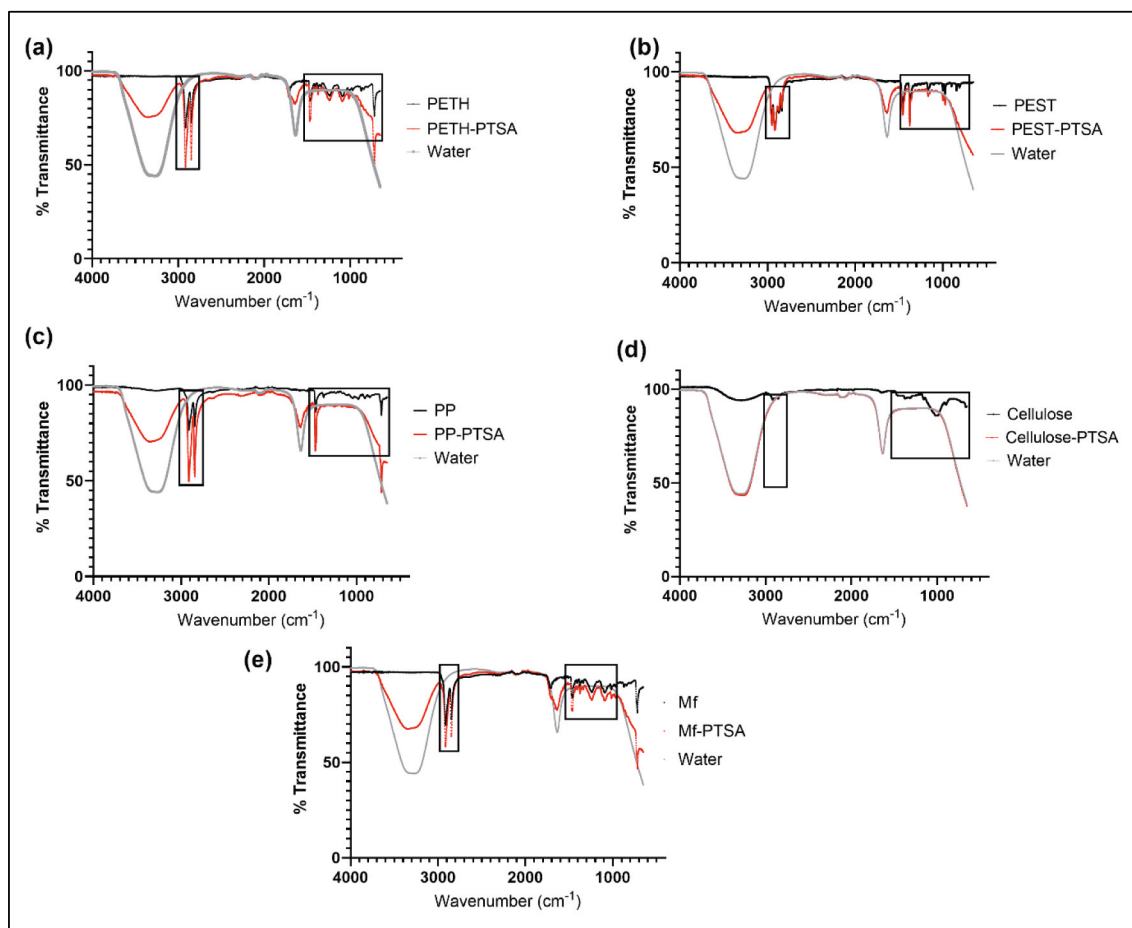 (a)
100
50
0
% Transmittance
4000 3000 2000 1000
Wavenumber (cm-1)
PETH
PETH-PTSA
Water
(b)
100
50
0
% Transmittance
4000 3000 2000 1000
Wavenumber (cm-1)
PEST
PEST-PTSA
Water
(c)
100
50
0
% Transmittance
4000 3000 2000 1000
Wavenumber (cm-1)
PP
PP-PTSA
Water
(d)
100
50
0
% Transmittance
4000 3000 2000 1000
Wavenumber (cm-1)
Cellulose
Cellulose-PTSA
Water
(e)
100
50
0
% Transmittance
4000 3000 2000 1000
Wavenumber (cm-1)
Mf
Mf-PTSA
Water